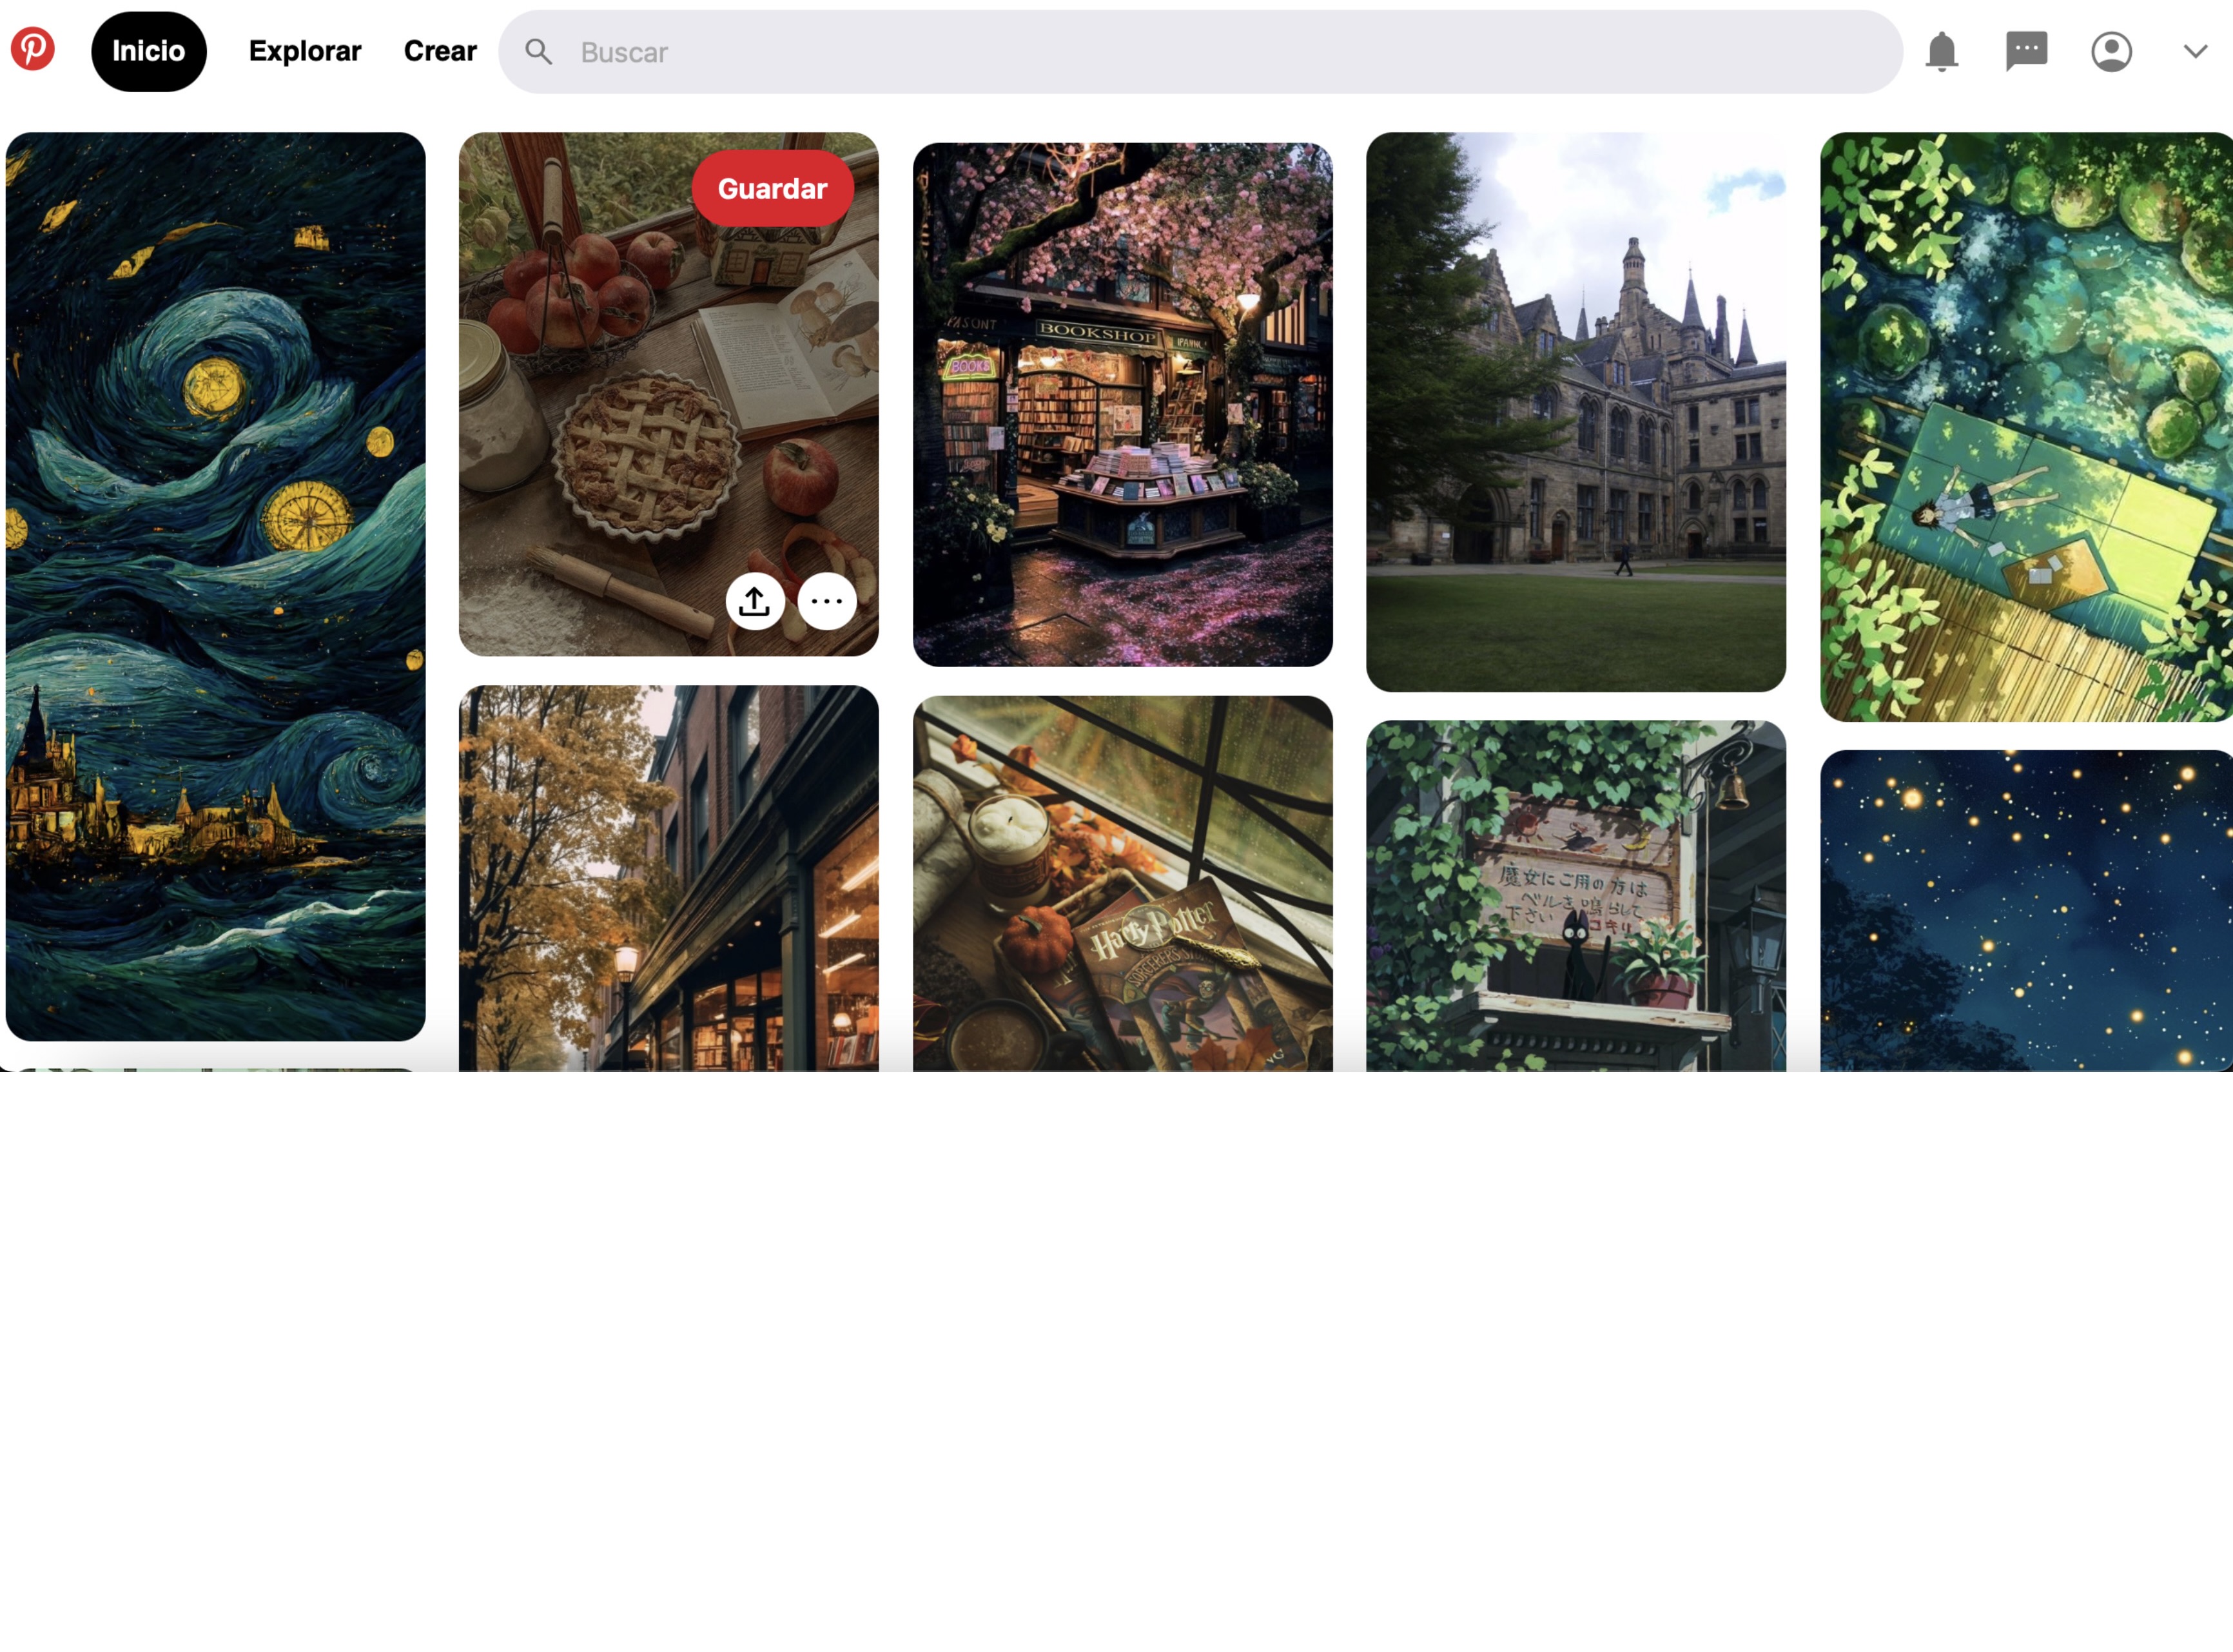 Inicio
Explorar
Crear
Buscar
Guardar
BOOKSHOP
BOOKS
Harry Potter
魔女にご用の方は
ベルを鳴らして
下さい
コキリ